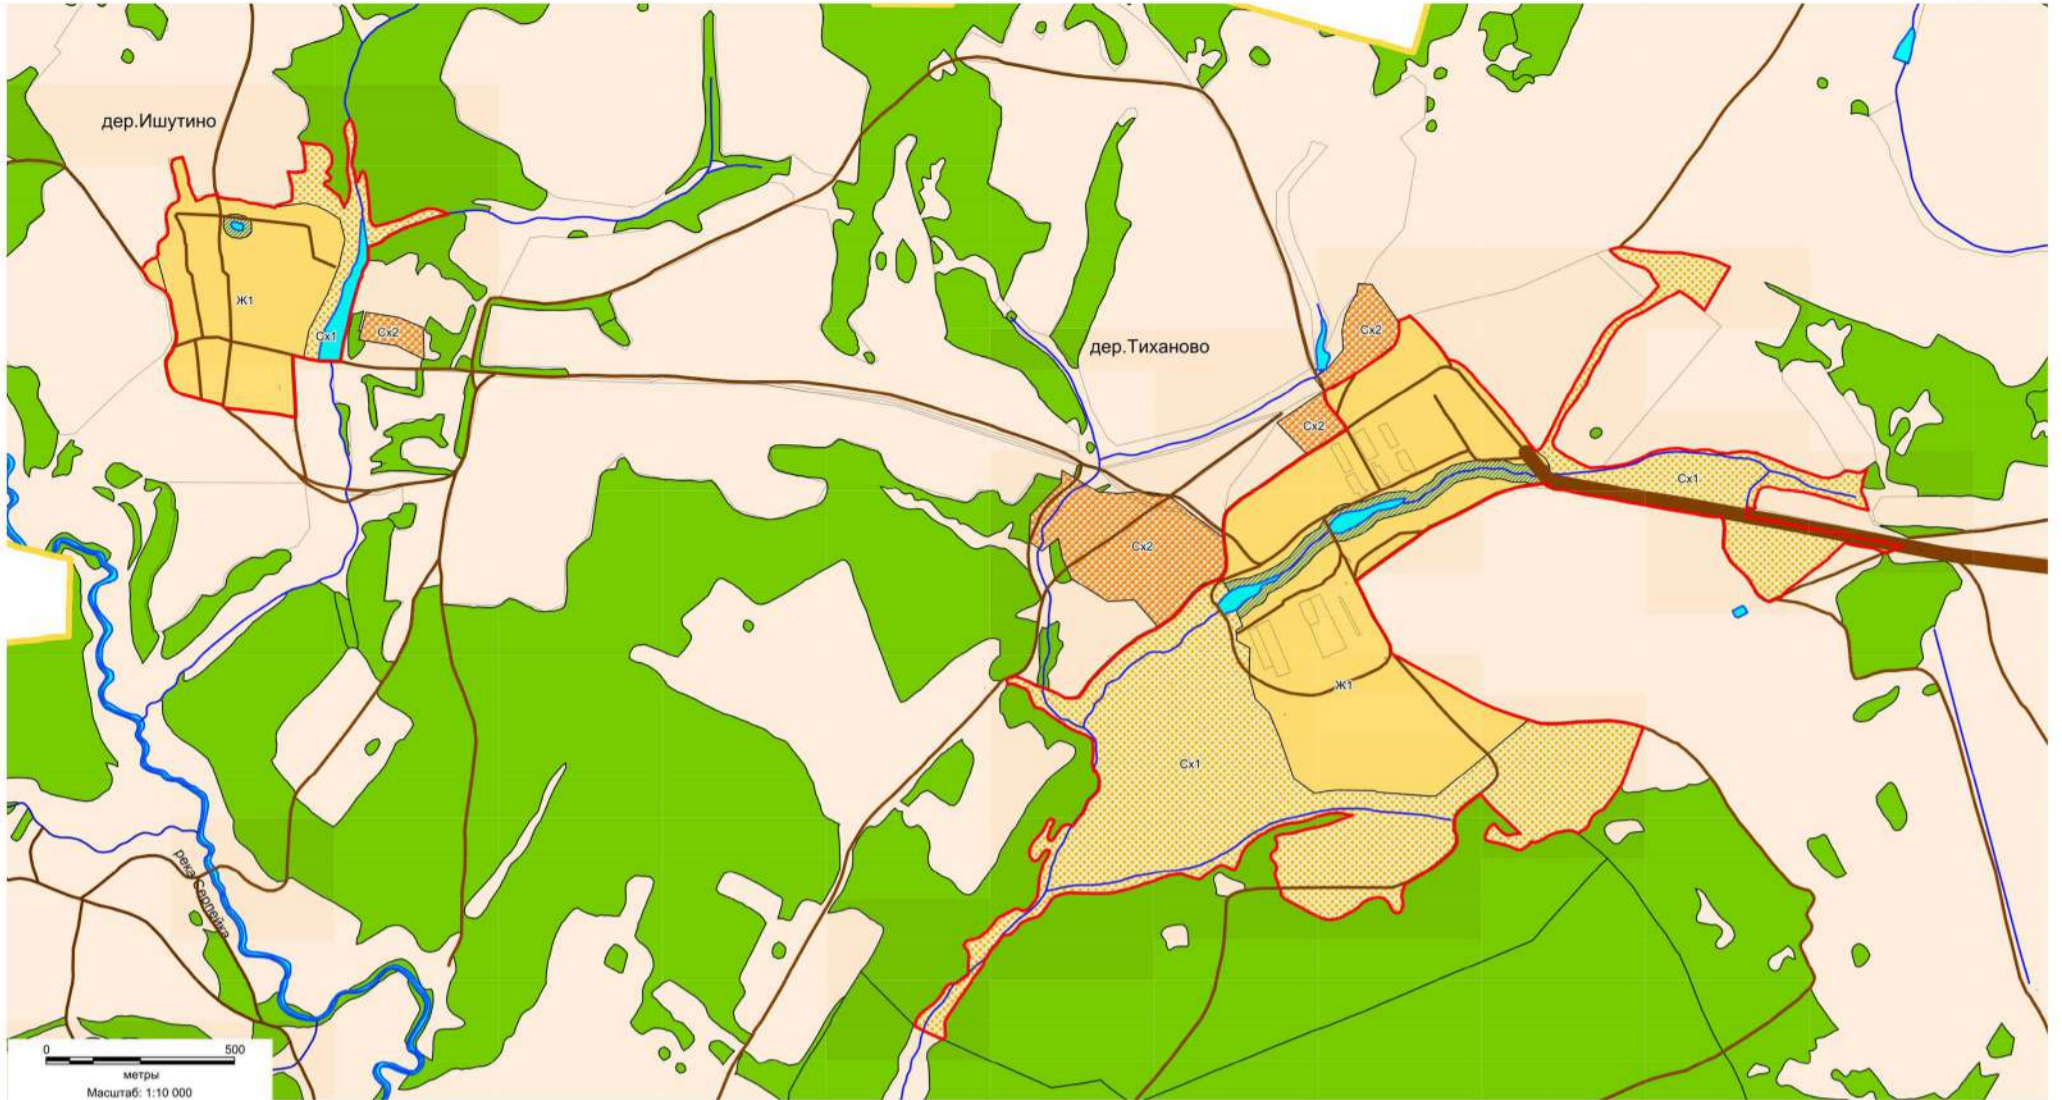 дер.Ишутино
Ж1
Сх1
Сх2
дер.Тиханово
Сх2
Сх2
Сх1
Сх2
Ж1
Сх1
река Серпейка
0 500
метры
Масштаб: 1:10 000